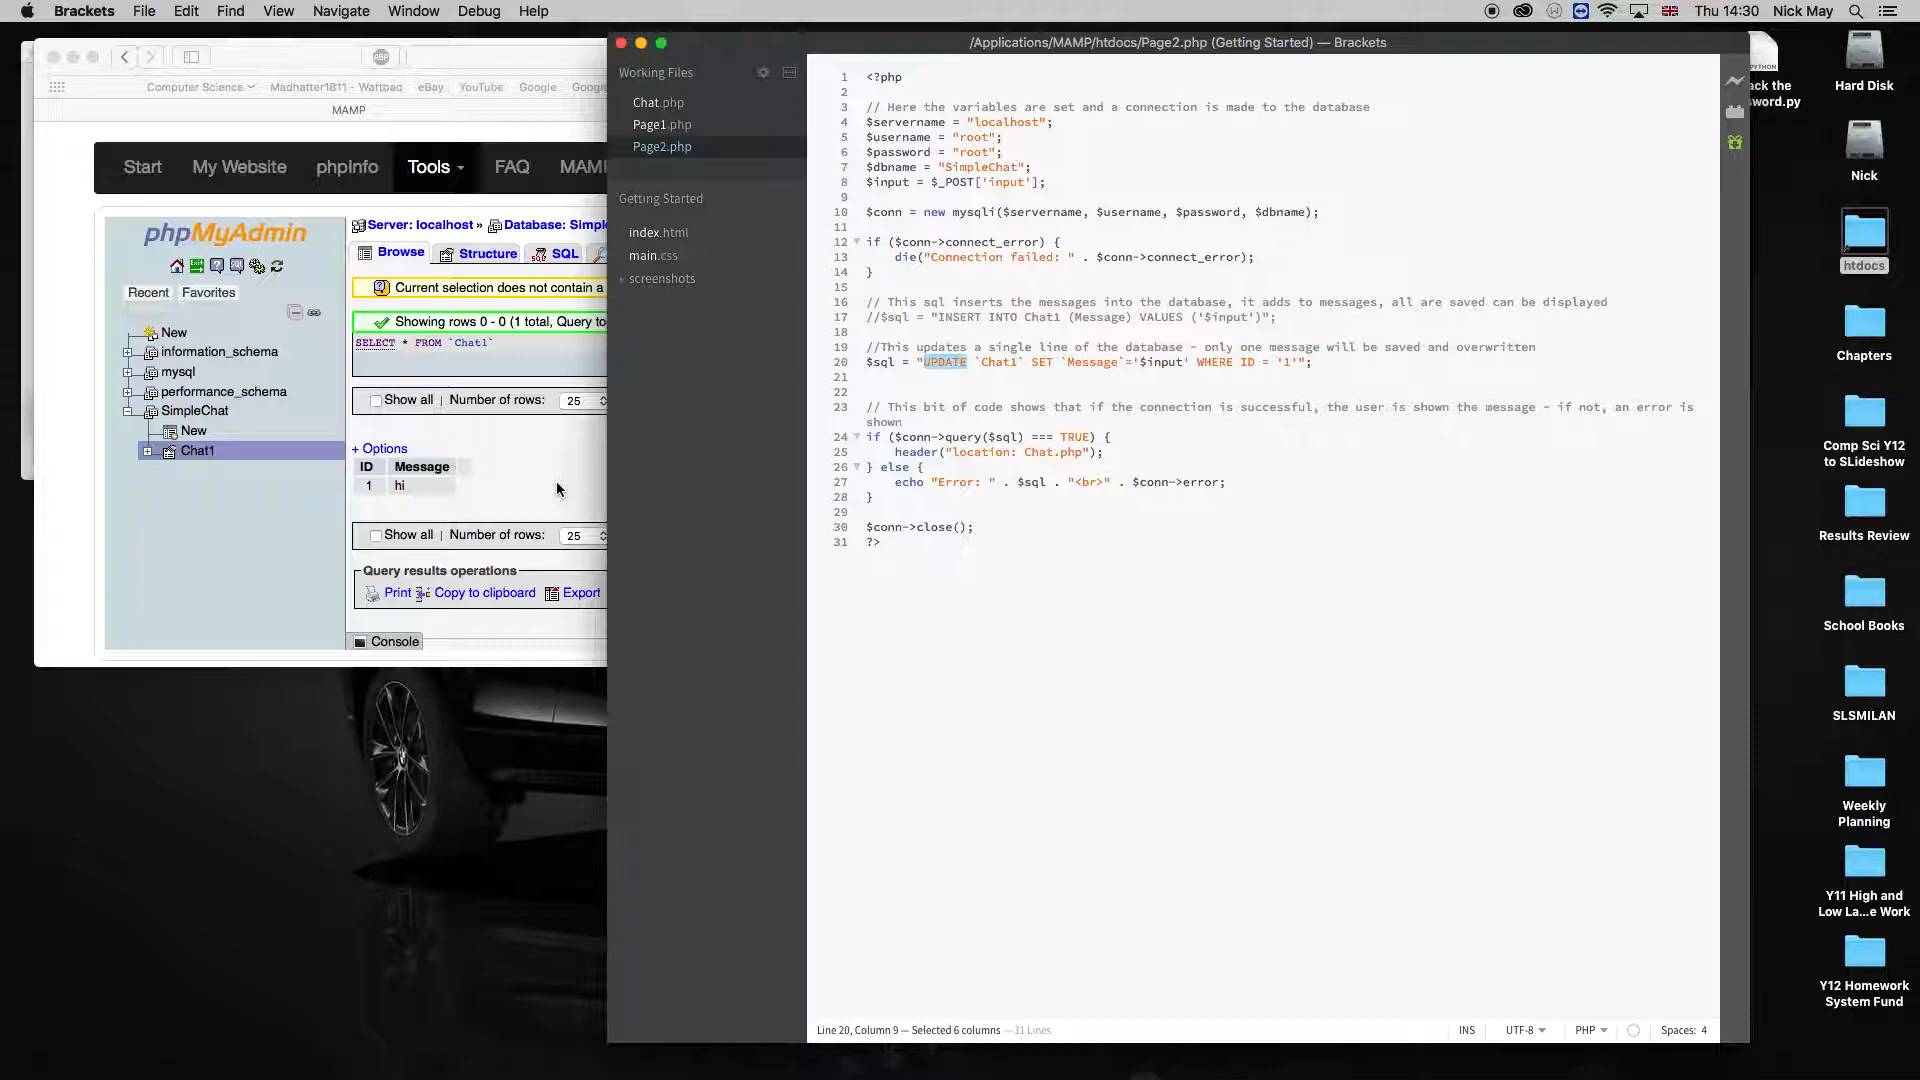 Brackets File Edit Find View Navigate Window Debug Help
Thu 14:30 Nick May
/Applications/MAMP/htdocs/Page2.php (Getting Started) — Brackets
ABP
Computer Science Madhatter1811 - Wattpad eBay YouTube Google
MAMP
Start My Website phpInfo Tools FAQ
phpMyAdmin
Recent Favorites
New
information_schema
mysql
performance_schema
SimpleChat
New
Chat1
Server: localhost » Database:
Browse Structure SQL
Current selection does not contain a
Showing rows 0 - 0 (1 total, Query
SELECT * FROM `Chat1`
Show all | Number of rows: 25
+ Options
ID Message
1 hi
Show all | Number of rows: 25
Query results operations
Print Copy to clipboard Export
Console
Working Files
Chat.php
Page1.php
Page2.php
Getting Started
index.html
main.css
screenshots
1 <?php
2
3 // Here the variables are set and a connection is made to the database
4 $servername = "localhost";
5 $username = "root";
6 $password = "root";
7 $dbname = "SimpleChat";
8 $input = $_POST['input'];
9
10 $conn = new mysqli($servername, $username, $password, $dbname);
11
12 if ($conn->connect_error) {
13 die("Connection failed: " . $conn->connect_error);
14 }
15
16 // This sql inserts the messages into the database, it adds to messages, all are saved can be displayed
17 //$sql = "INSERT INTO Chat1 (Message) VALUES ('$input')";
18
19 //This updates a single line of the database - only one message will be saved and overwritten
20 $sql = "UPDATE `Chat1` SET `Message`='$input' WHERE ID = '1'";
21
22
23 // This bit of code shows that if the connection is successful, the user is shown the message - if not, an error is
shown
24 if ($conn->query($sql) === TRUE) {
25 header("location: Chat.php");
26 } else {
27 echo "Error: " . $sql . "<br>" . $conn->error;
28 }
29
30 $conn->close();
31 ?>
Line 20, Column 9 — Selected 6 columns — 31 Lines
INS UTF-8 PHP Spaces: 4
PYTHON
Hard Disk
Nick
htdocs
Chapters
Comp Sci Y12
to SLideshow
Results Review
School Books
SLSMILAN
Weekly
Planning
Y11 High and
Low La...e Work
Y12 Homework
System Fund